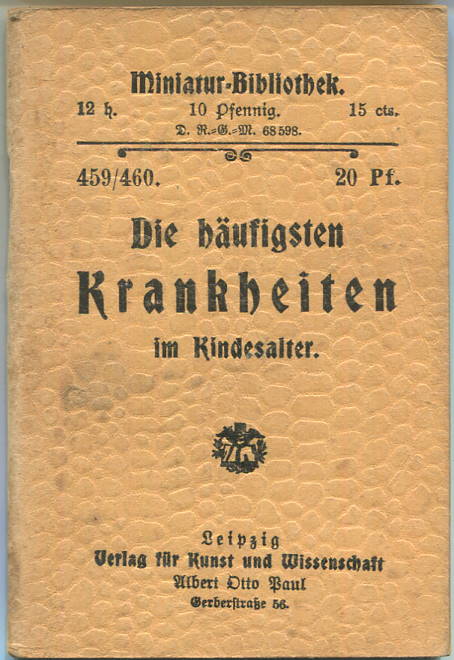 Miniatur-Bibliothek.
12 h. 10 Pfennig. 15 cts.
D. R.-G.-M. 68598.
459/460. 20 Pf.
Die häufigsten
Krankheiten
im Kindesalter.
Leipzig
Verlag für Kunst und Wissenschaft
Albert Otto Paul
Gerberstraße 56.